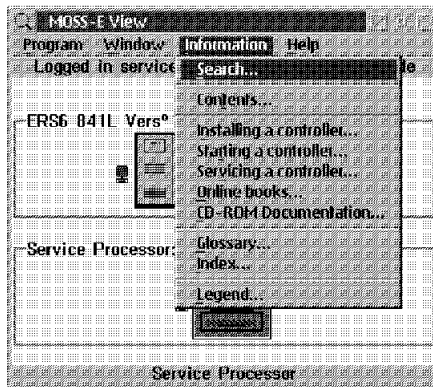 MOSS-E View
Program Window Information Help
Logged in service
Search...
Contents...
ERS6 841L Versº
Installing a controller...
Starting a controller...
Servicing a controller...
Online books...
CD-ROM Documentation...
Service Processor:
Glossary...
Index...
Legend...
Service Processor